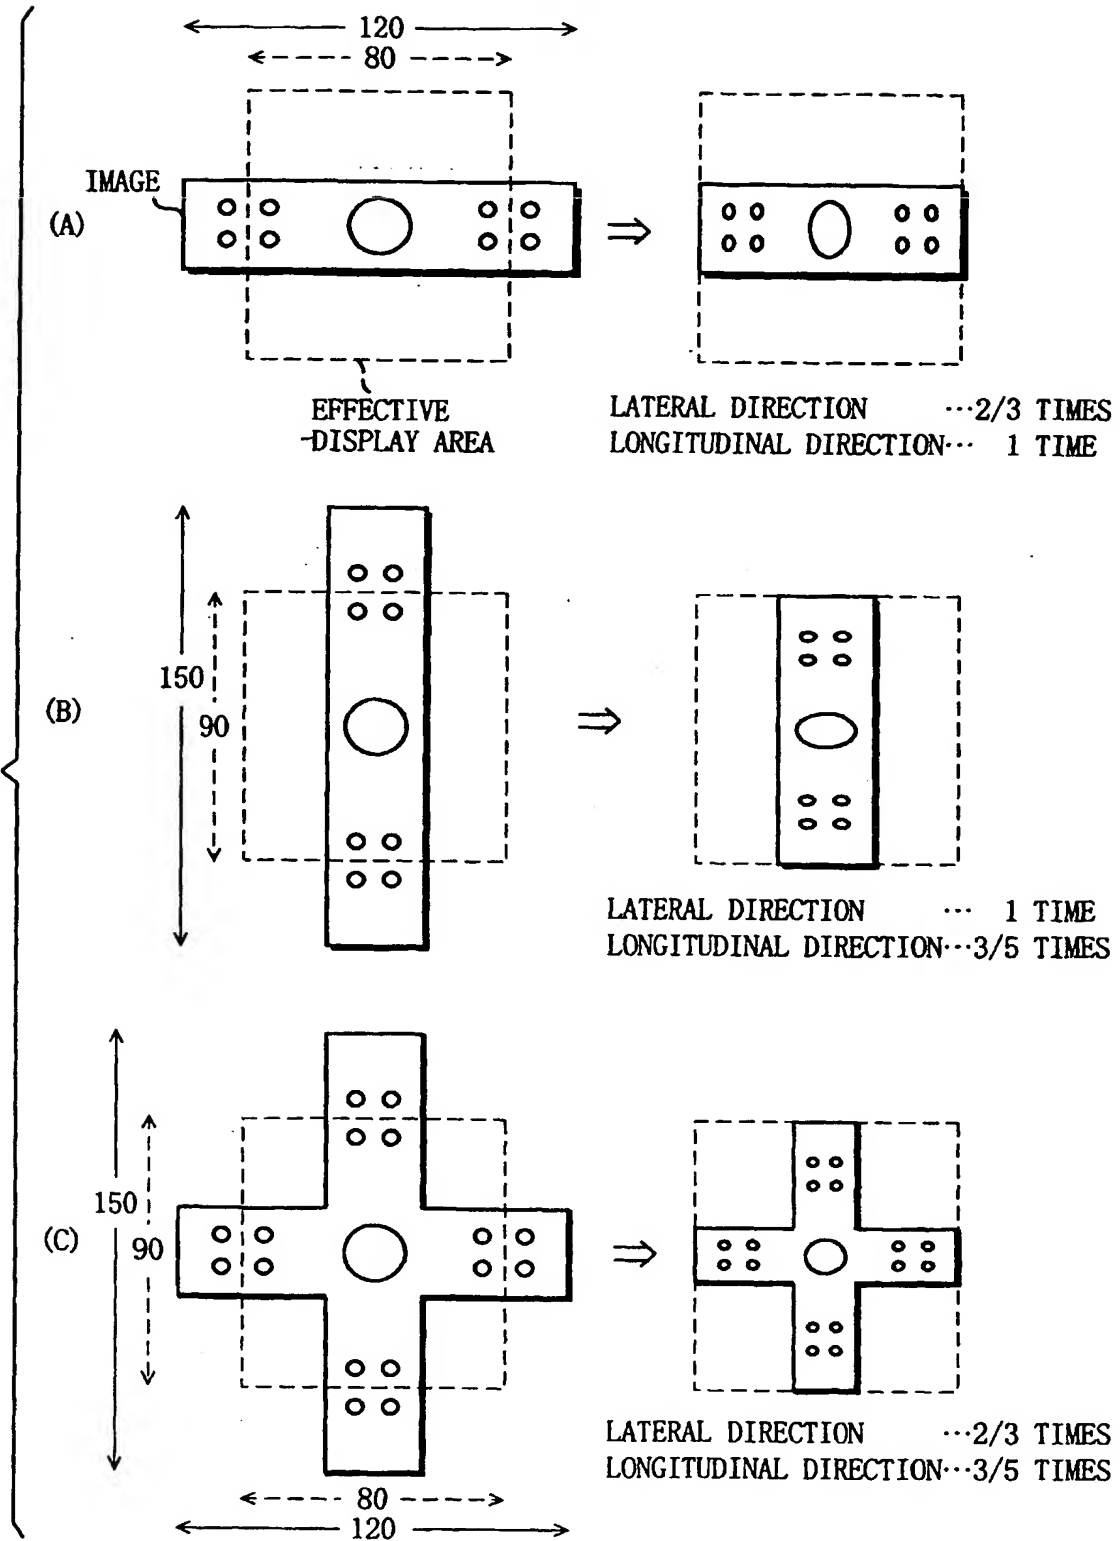 120
80
IMAGE
(A)
EFFECTIVE
DISPLAY AREA
LATERAL DIRECTION ···2/3 TIMES
LONGITUDINAL DIRECTION··· 1 TIME
150
90
(B)
LATERAL DIRECTION ··· 1 TIME
LONGITUDINAL DIRECTION···3/5 TIMES
150
90
(C)
LATERAL DIRECTION ···2/3 TIMES
LONGITUDINAL DIRECTION···3/5 TIMES
80
120